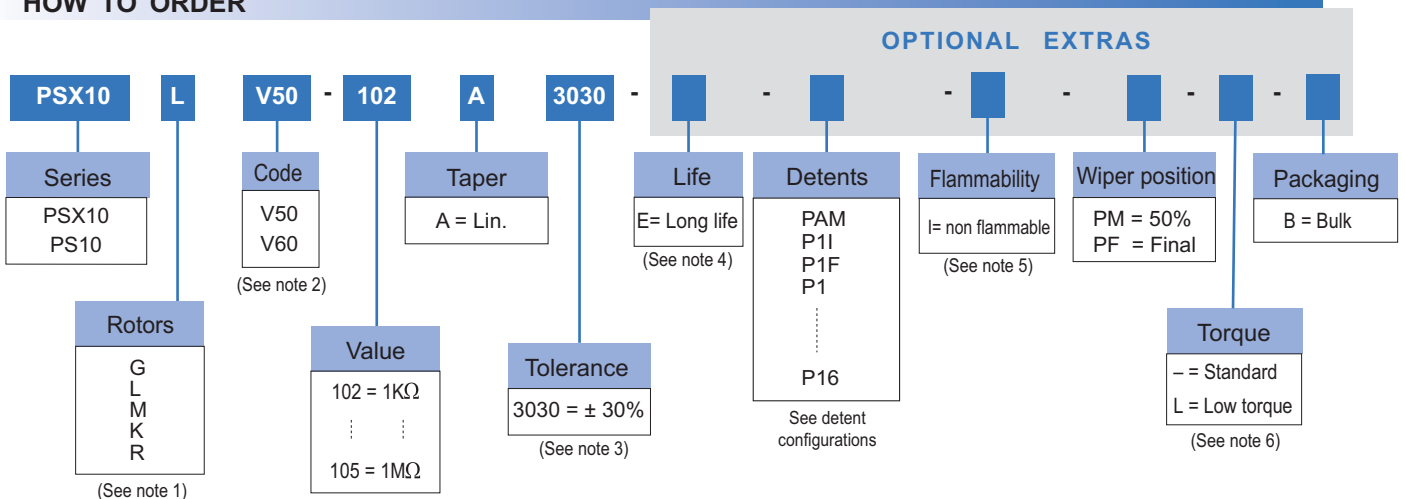 HOW TO ORDER
OPTIONAL EXTRAS
PSX10 L V50 - 102 A 3030 - - - - - -
Series
PSX10
PS10
Code
V50
V60
(See note 2)
Taper
A = Lin.
Life
E= Long life
(See note 4)
Detents
PAM
P1I
P1F
P1
P16
See detent
configurations
Flammability
I= non flammable
(See note 5)
Wiper position
PM = 50%
PF = Final
Packaging
B = Bulk
Rotors
G
L
M
K
R
(See note 1)
Value
102 = 1KΩ
105 = 1MΩ
Tolerance
3030 = ± 30%
(See note 3)
Torque
– = Standard
L = Low torque
(See note 6)